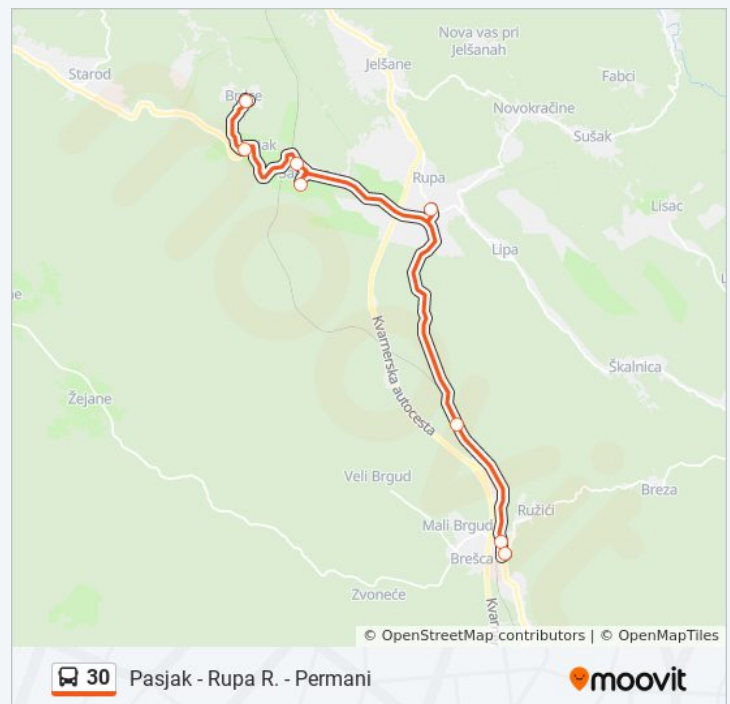 Nova vas pri
Jelšanah
Starod
Jelšane
Fabci
Novokračine
Sušak
Rupa
Lisac
Lipa
Kvarnerska autocesta
Škalnica
Žejane
Veli Brgud
Breza
Ružići
Mali Brgud
Brešca
Zvoneće
© OpenStreetMap contributors | © OpenMapTiles
30
Pasjak - Rupa R. - Permani
moovit